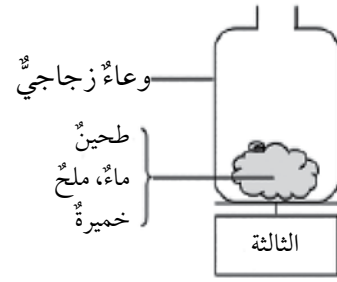 وعاءٌ زجاجيٌّ
طحينٌ
ماءٌ، ملحٌ
خميرةٌ
الثالثة